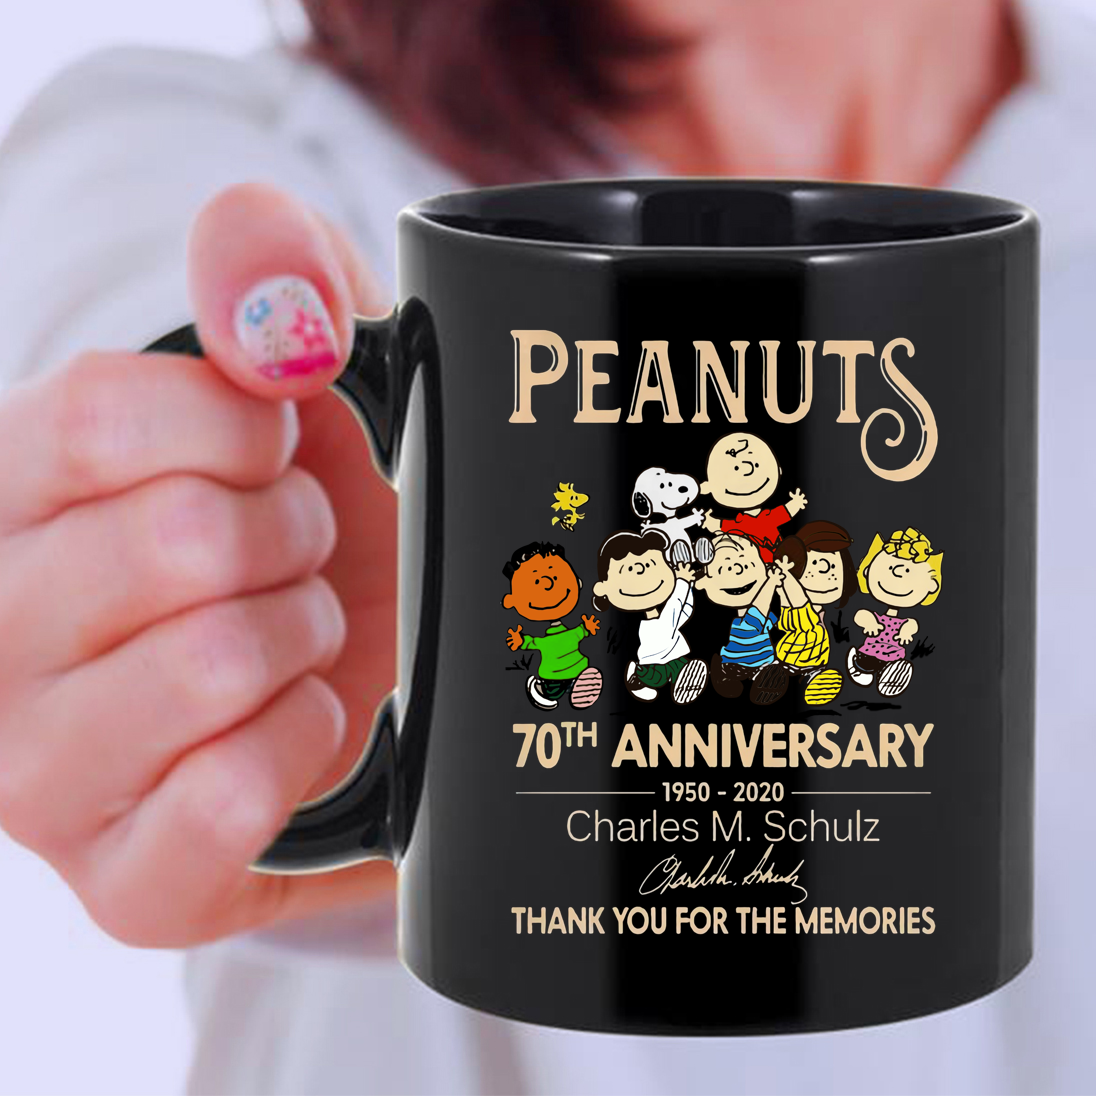 PEANUTS
70TH ANNIVERSARY
1950 - 2020
Charles M. Schulz
Charles M. Schulz
THANK YOU FOR THE MEMORIES